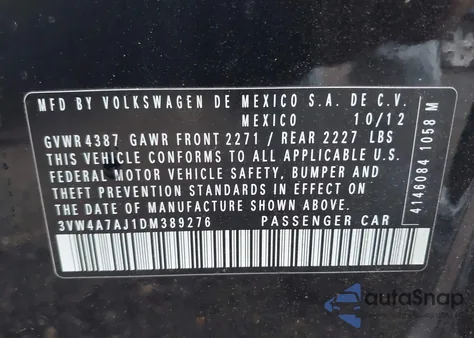 MFD BY VOLKSWAGEN DE MEXICO S.A. DE C.V.
MEXICO 10/12
GVWR 4387 GAWR FRONT 2271 / REAR 2227 LBS
THIS VEHICLE CONFORMS TO ALL APPLICABLE U.S.
FEDERAL MOTOR VEHICLE SAFETY, BUMPER AND
THEFT PREVENTION STANDARDS IN EFFECT ON
THE DATE OF MANUFACTURE SHOWN ABOVE.
3VW4A7AJ1DM389276 PASSENGER CAR
4146084 1058 M
autoSnap